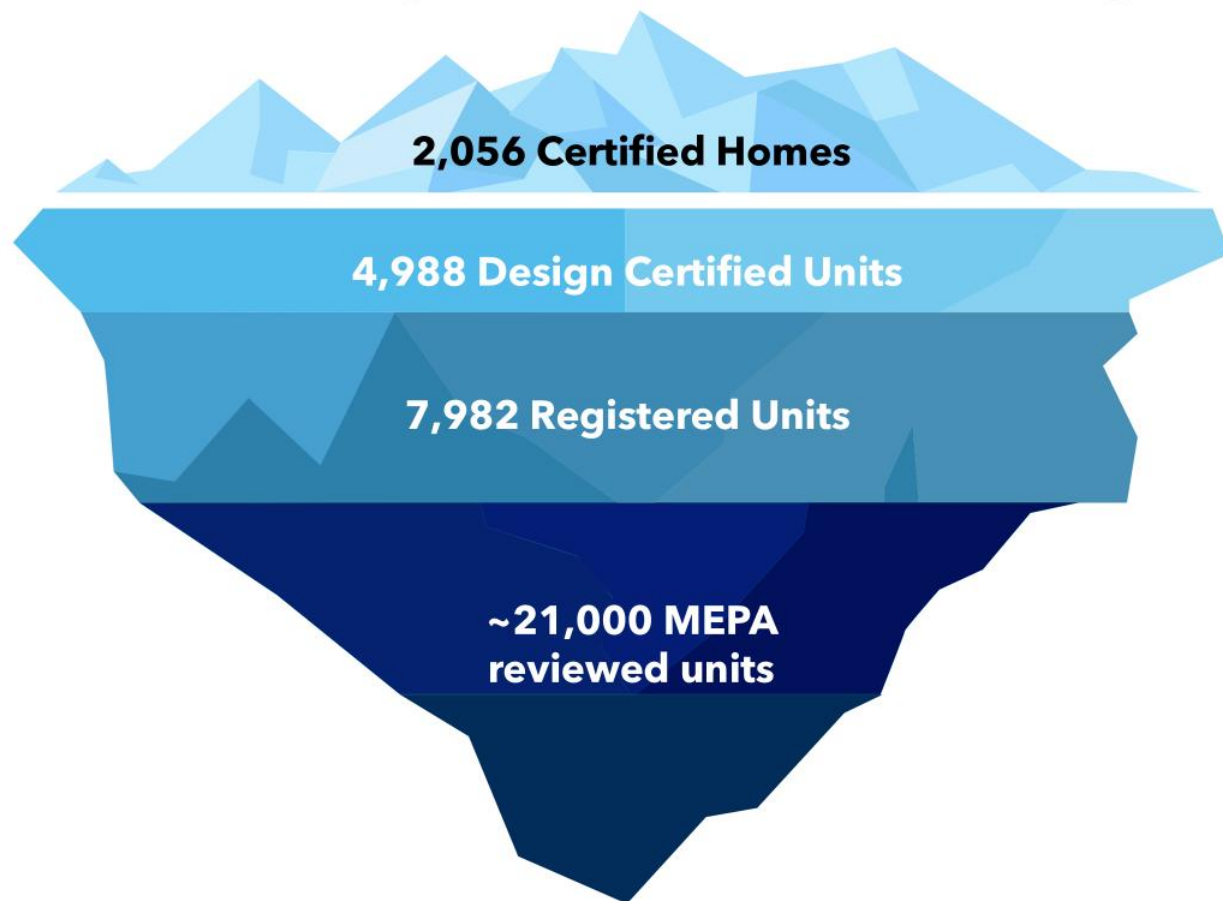 2,056 Certified Homes
4,988 Design Certified Units
7,982 Registered Units
~21,000 MEPA
reviewed units